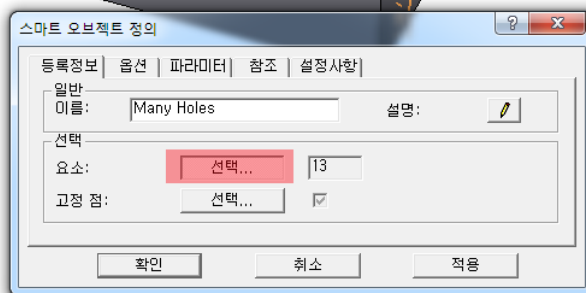 스마트 오브젝트 정의
등록정보 옵션 파라미터 참조 설정사항
일반
이름: Many Holes 설명:
선택
요소: 선택... 13
고정 점: 선택...
확인 취소 적용